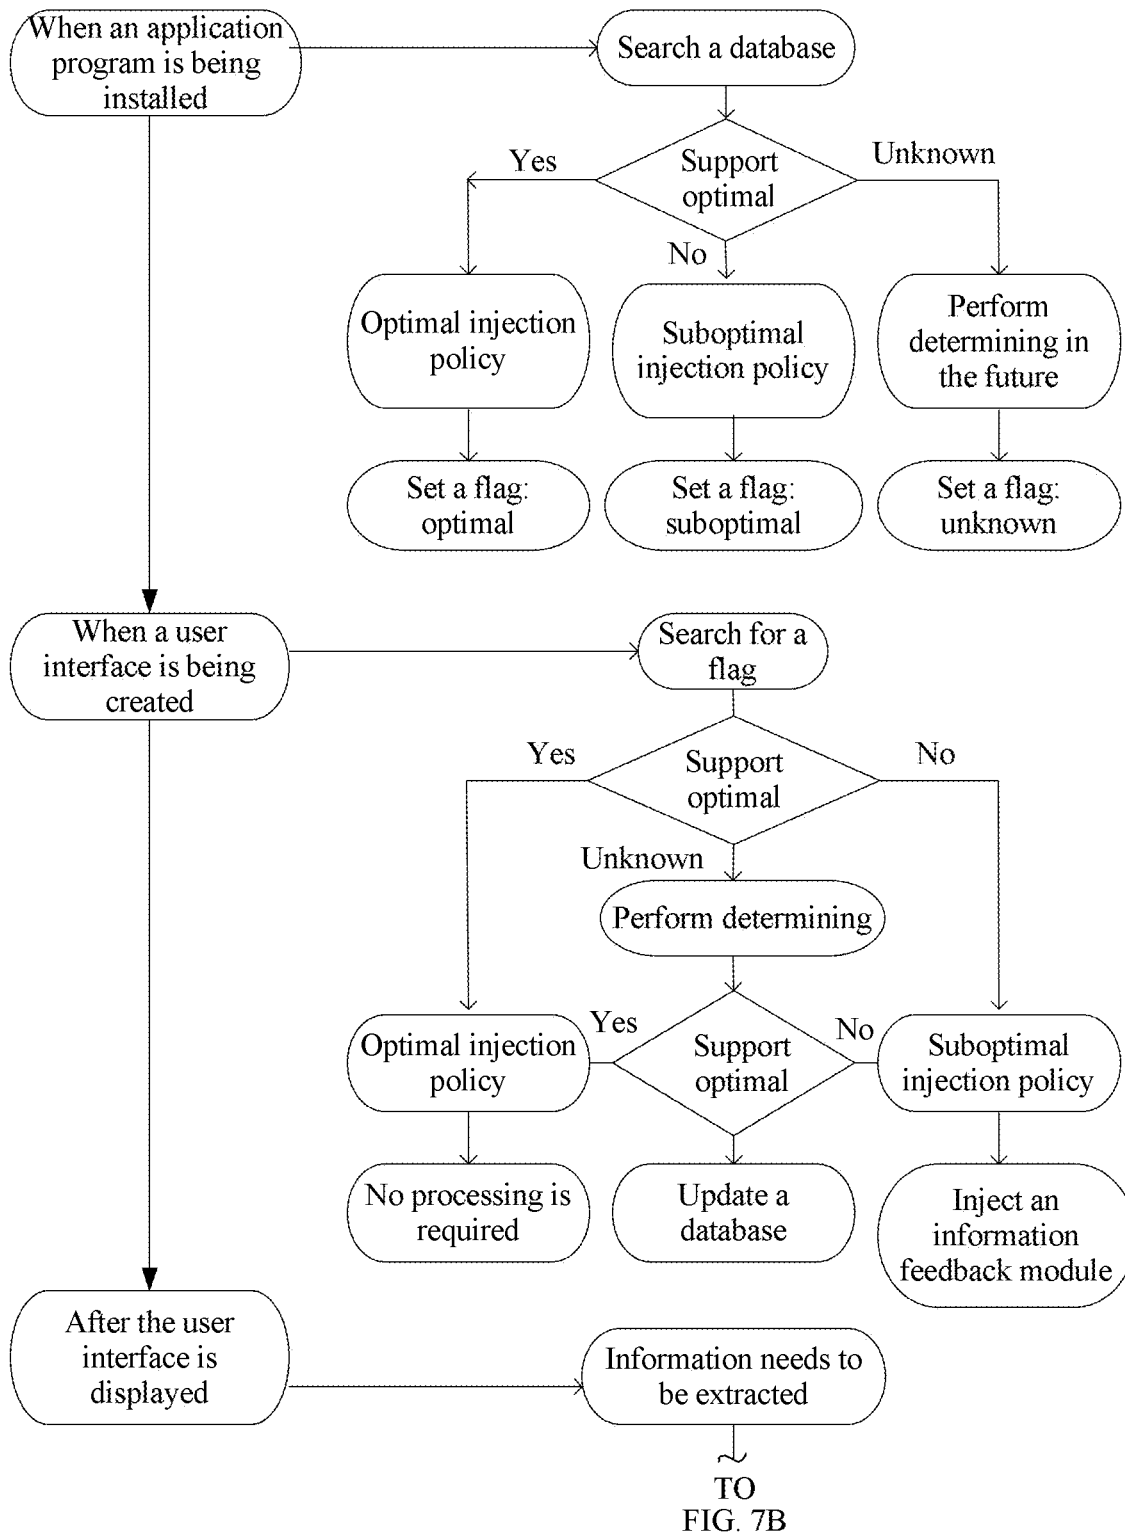 When an application
program is being
installed
Search a database
Support
optimal
Yes
Unknown
No
Optimal injection
policy
Suboptimal
injection policy
Perform
determining in
the future
Set a flag:
optimal
Set a flag:
suboptimal
Set a flag:
unknown
When a user
interface is being
created
Search for a
flag
Support
optimal
Yes
No
Unknown
Perform determining
Optimal injection
policy
Yes
Support
optimal
No
Suboptimal
injection policy
No processing is
required
Update a
database
Inject an
information
feedback module
After the user
interface is
displayed
Information needs to
be extracted
TO
FIG. 7B